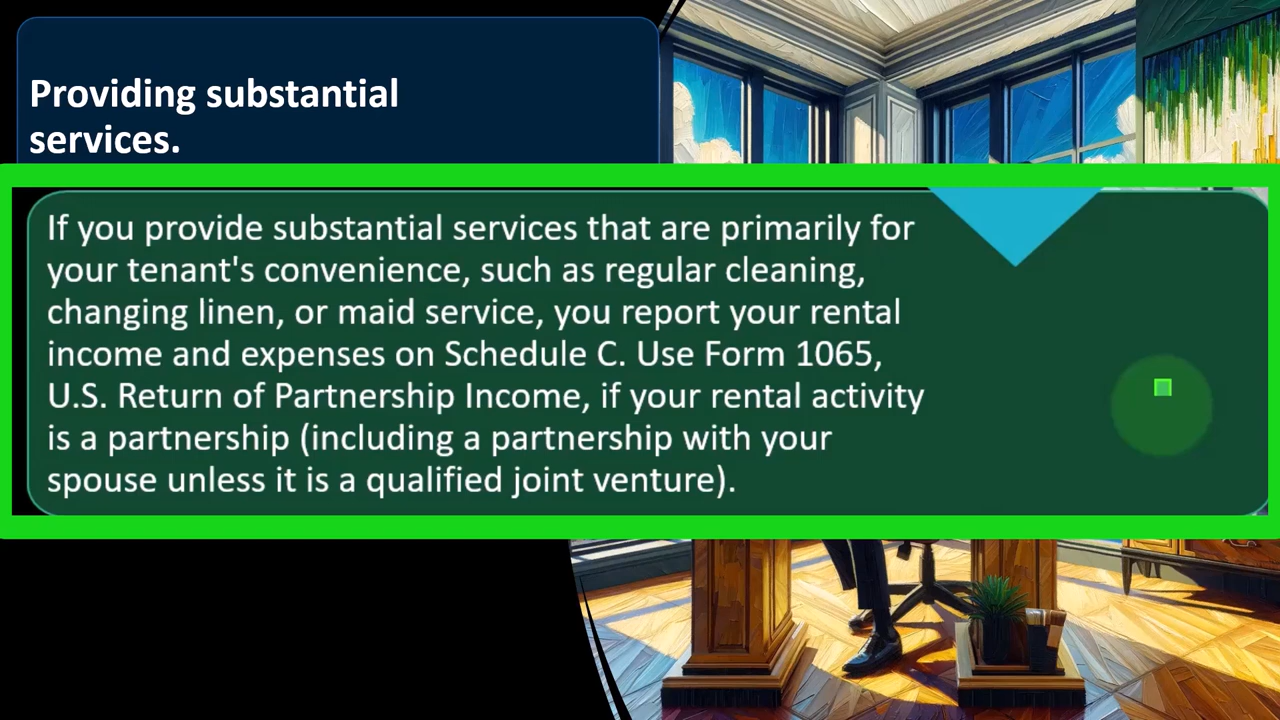 Providing substantial
services.
If you provide substantial services that are primarily for
your tenant's convenience, such as regular cleaning,
changing linen, or maid service, you report your rental
income and expenses on Schedule C. Use Form 1065,
U.S. Return of Partnership Income, if your rental activity
is a partnership (including a partnership with your
spouse unless it is a qualified joint venture).